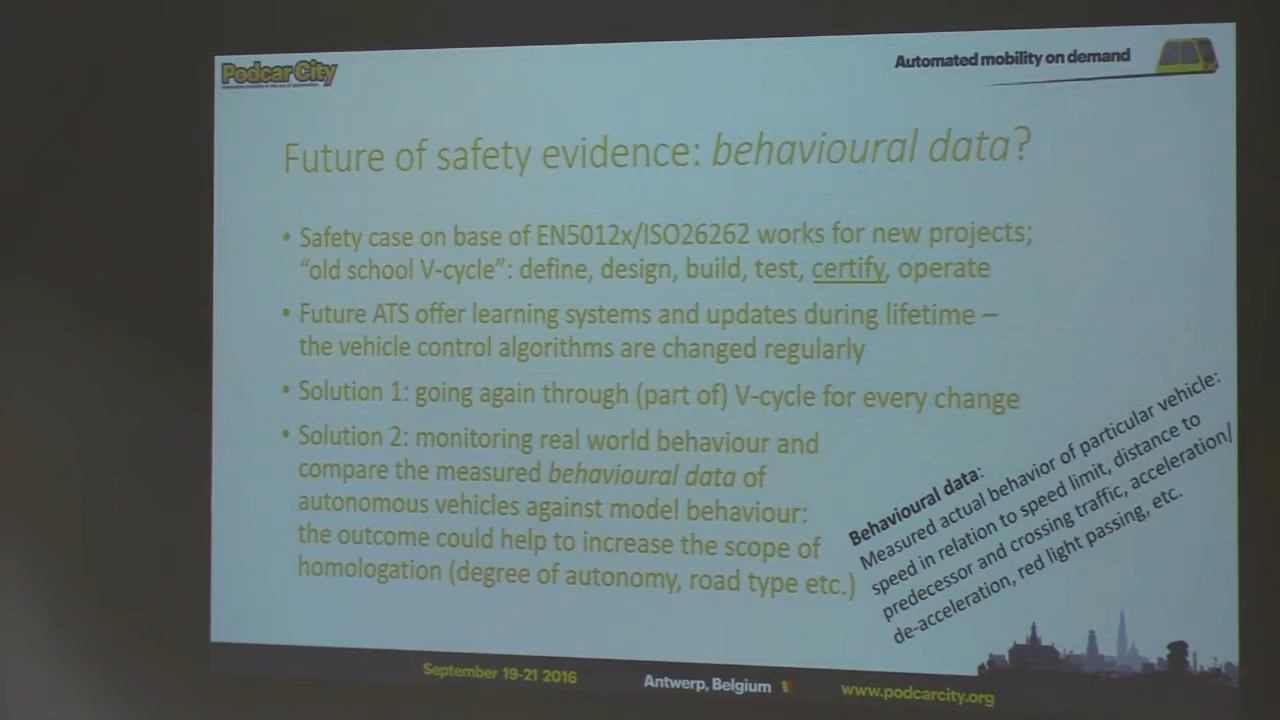 Podcar City
Automated mobility on demand
Future of safety evidence: behavioural data?
• Safety case on base of EN5012x/ISO26262 works for new projects;
“old school V-cycle”: define, design, build, test, certify, operate
• Future ATS offer learning systems and updates during lifetime –
the vehicle control algorithms are changed regularly
• Solution 1: going again through (part of) V-cycle for every change
• Solution 2: monitoring real world behaviour and
compare the measured behavioural data of
autonomous vehicles against model behaviour:
the outcome could help to increase the scope of
homologation (degree of autonomy, road type etc.)
Behavioural data:
Measured actual behavior of particular vehicle:
speed in relation to speed limit, distance to
predecessor and crossing traffic, acceleration/
de-acceleration, red light passing, etc.
September 19-21 2016
Antwerp, Belgium
www.podcarcity.org